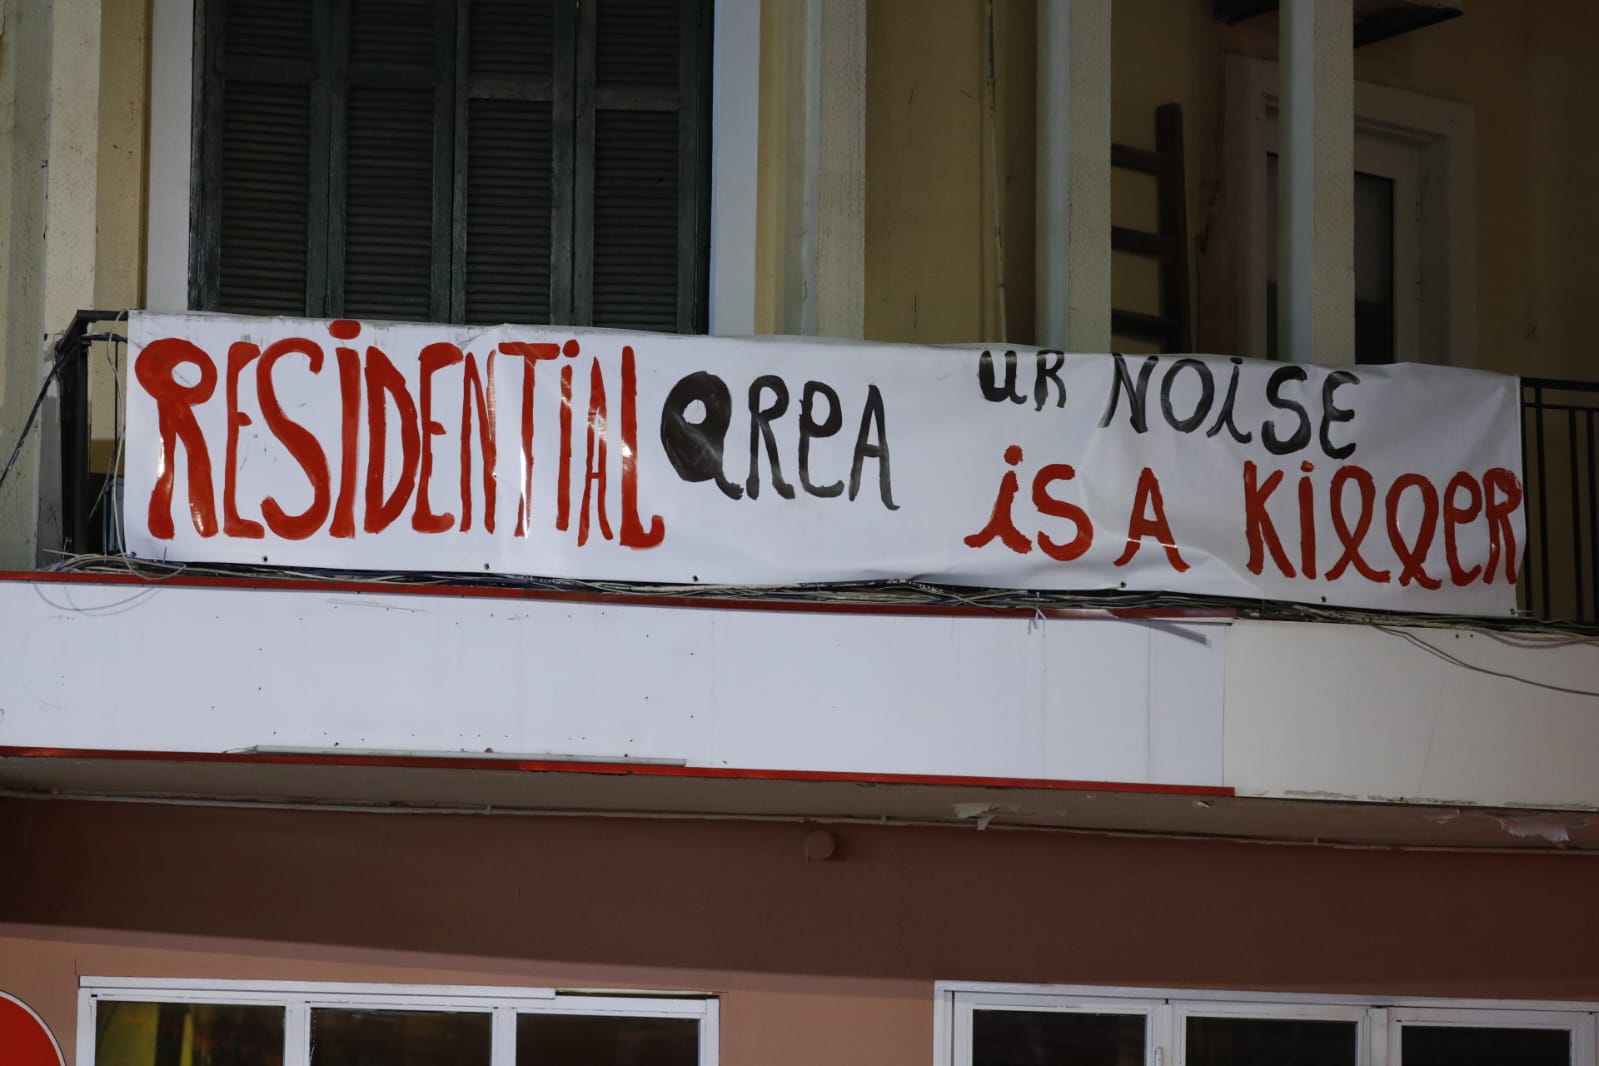 RESiDENTiAL aReA
uR NOiSE
iS A KilleR